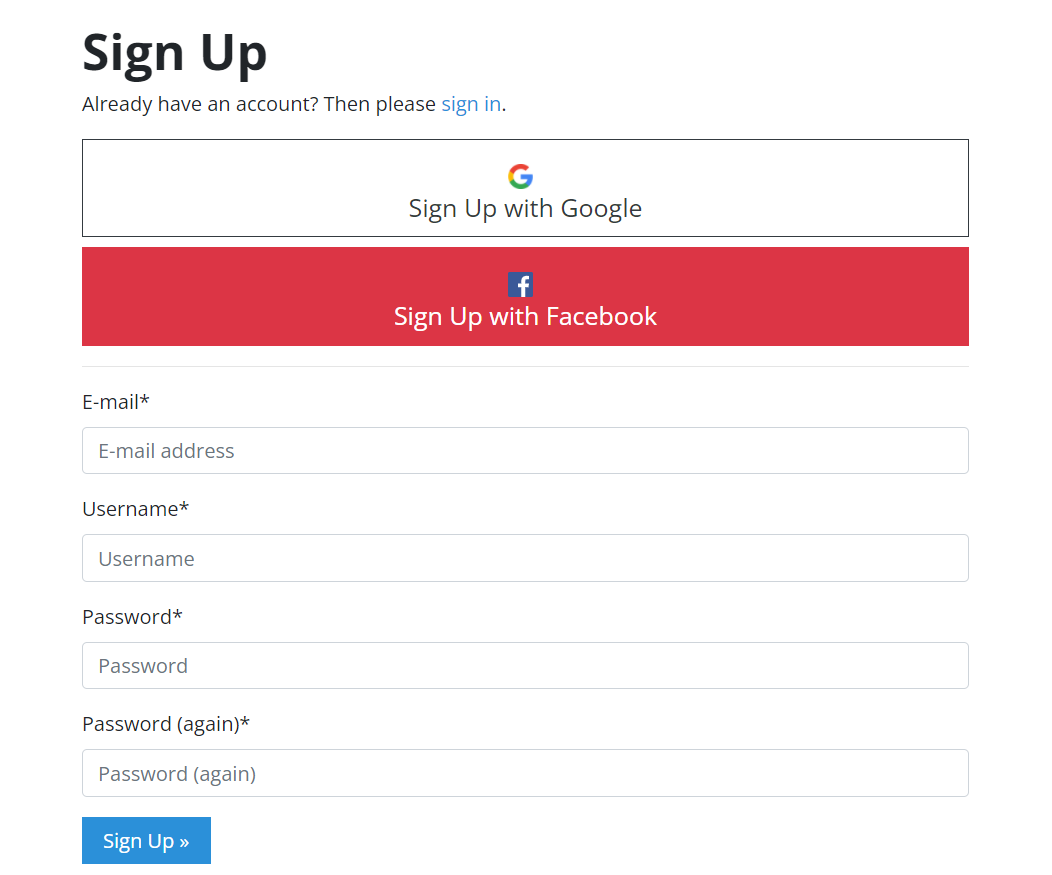 Sign Up
Already have an account? Then please sign in.
Sign Up with Google
Sign Up with Facebook
E-mail*
E-mail address
Username*
Username
Password*
Password
Password (again)*
Password (again)
Sign Up »